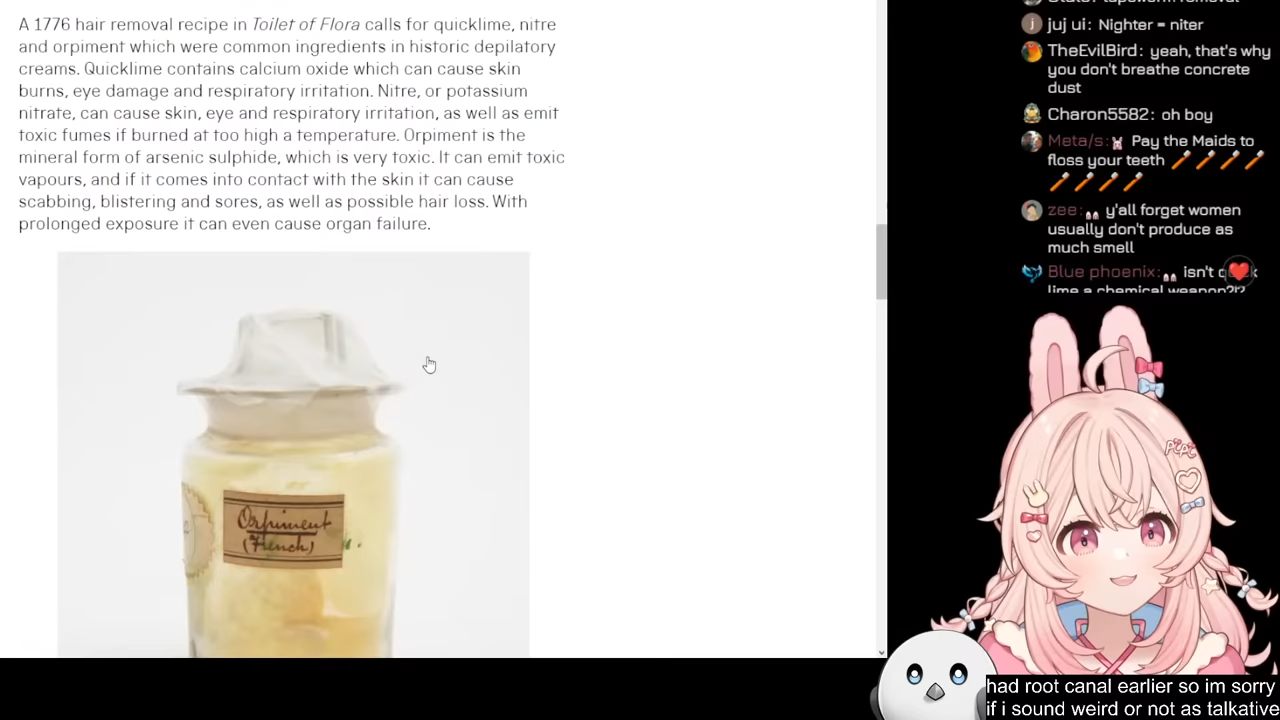 A 1776 hair removal recipe in Toilet of Flora calls for quicklime, nitre
and orpiment which were common ingredients in historic depilatory
creams. Quicklime contains calcium oxide which can cause skin
burns, eye damage and respiratory irritation. Nitre, or potassium
nitrate, can cause skin, eye and respiratory irritation, as well as emit
toxic fumes if burned at too high a temperature. Orpiment is the
mineral form of arsenic sulphide, which is very toxic. It can emit toxic
vapours, and if it comes into contact with the skin it can cause
scabbing, blistering and sores, as well as possible hair loss. With
prolonged exposure it can even cause organ failure.
Orpiment
(French)
juj ui: Nighter = niter
TheEvilBird: yeah, that's why
you don't breathe concrete
dust
Charon5582: oh boy
Meta/s: Pay the Maids to
floss your teeth
zee: y'all forget women
usually don't produce as
much smell
Blue phoenix: isn't
lime a chemical weapon?!?
PiPi
had root canal earlier so im sorry
if i sound weird or not as talkative